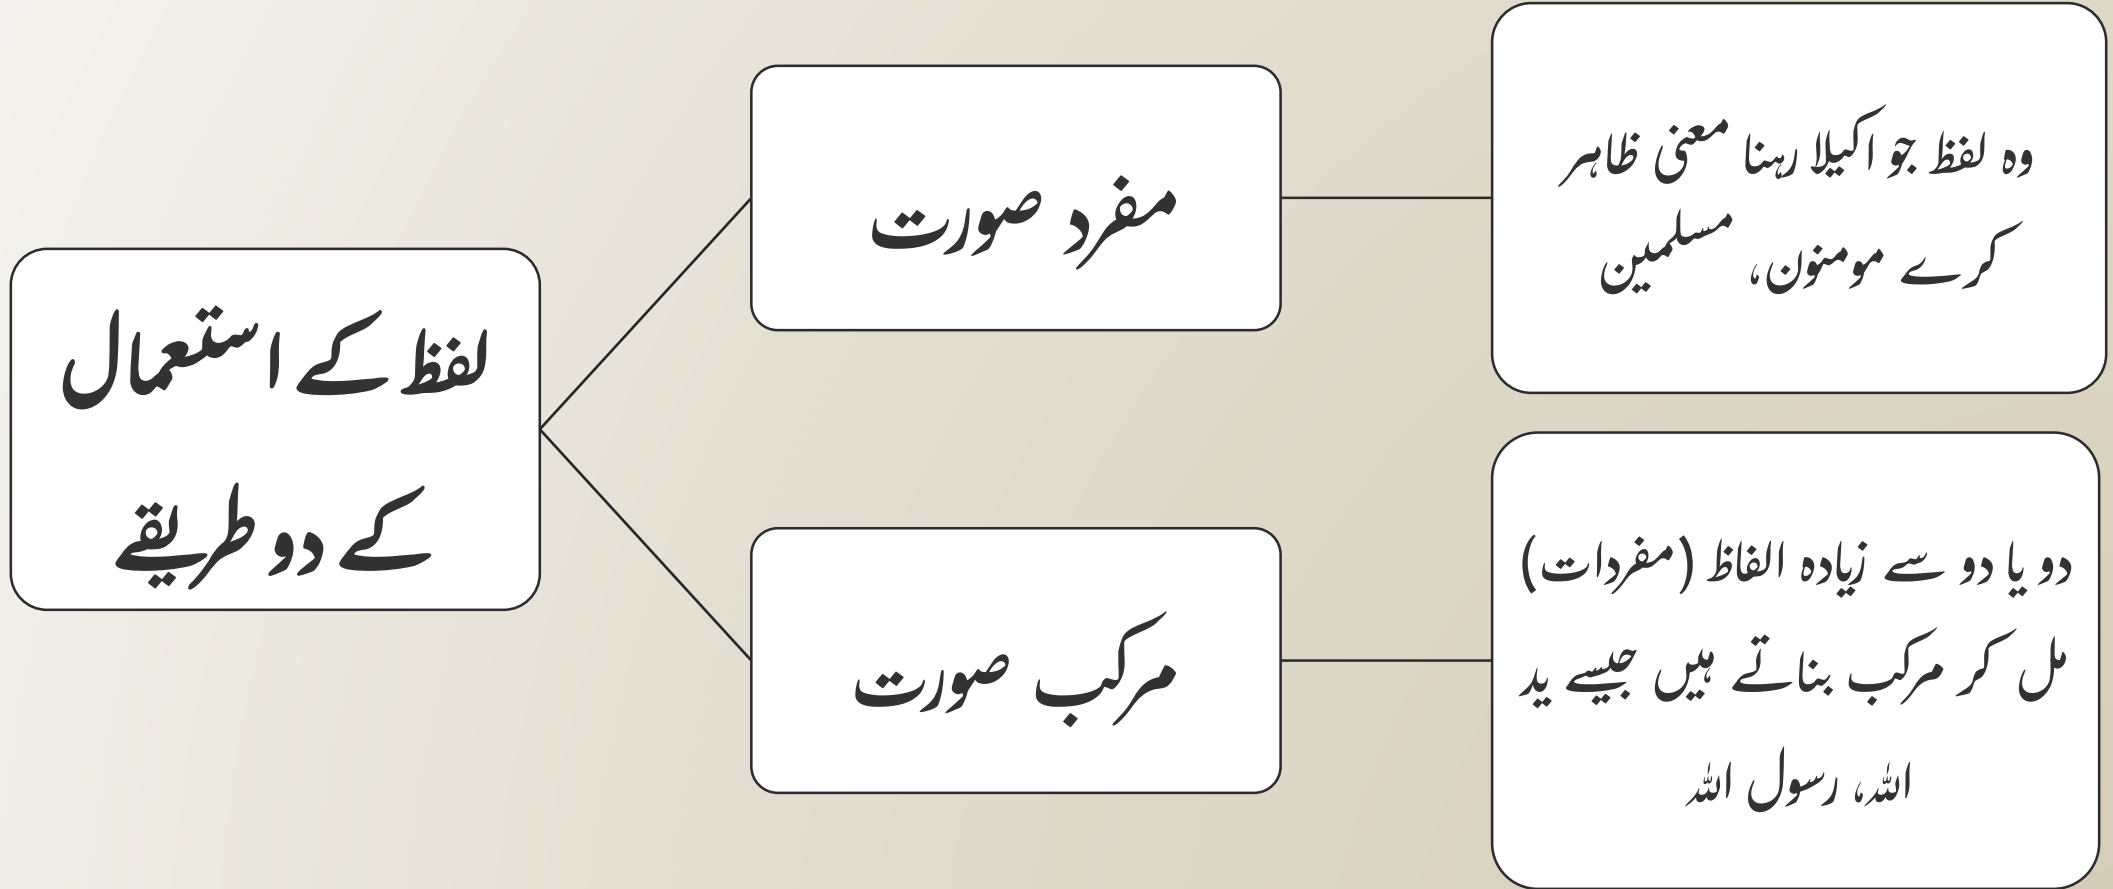 لفظ کے استعمال
کے دو طریقے
مفرد صورت
وہ لفظ جو اکیلا رہنا معنی ظاہر
کرے مومنون، مسلمین
مرکب صورت
دو یا دو سے زیادہ الفاظ (مفردات)
مل کر مرکب بناتے ہیں جیسے ید
اللہ، رسول اللہ